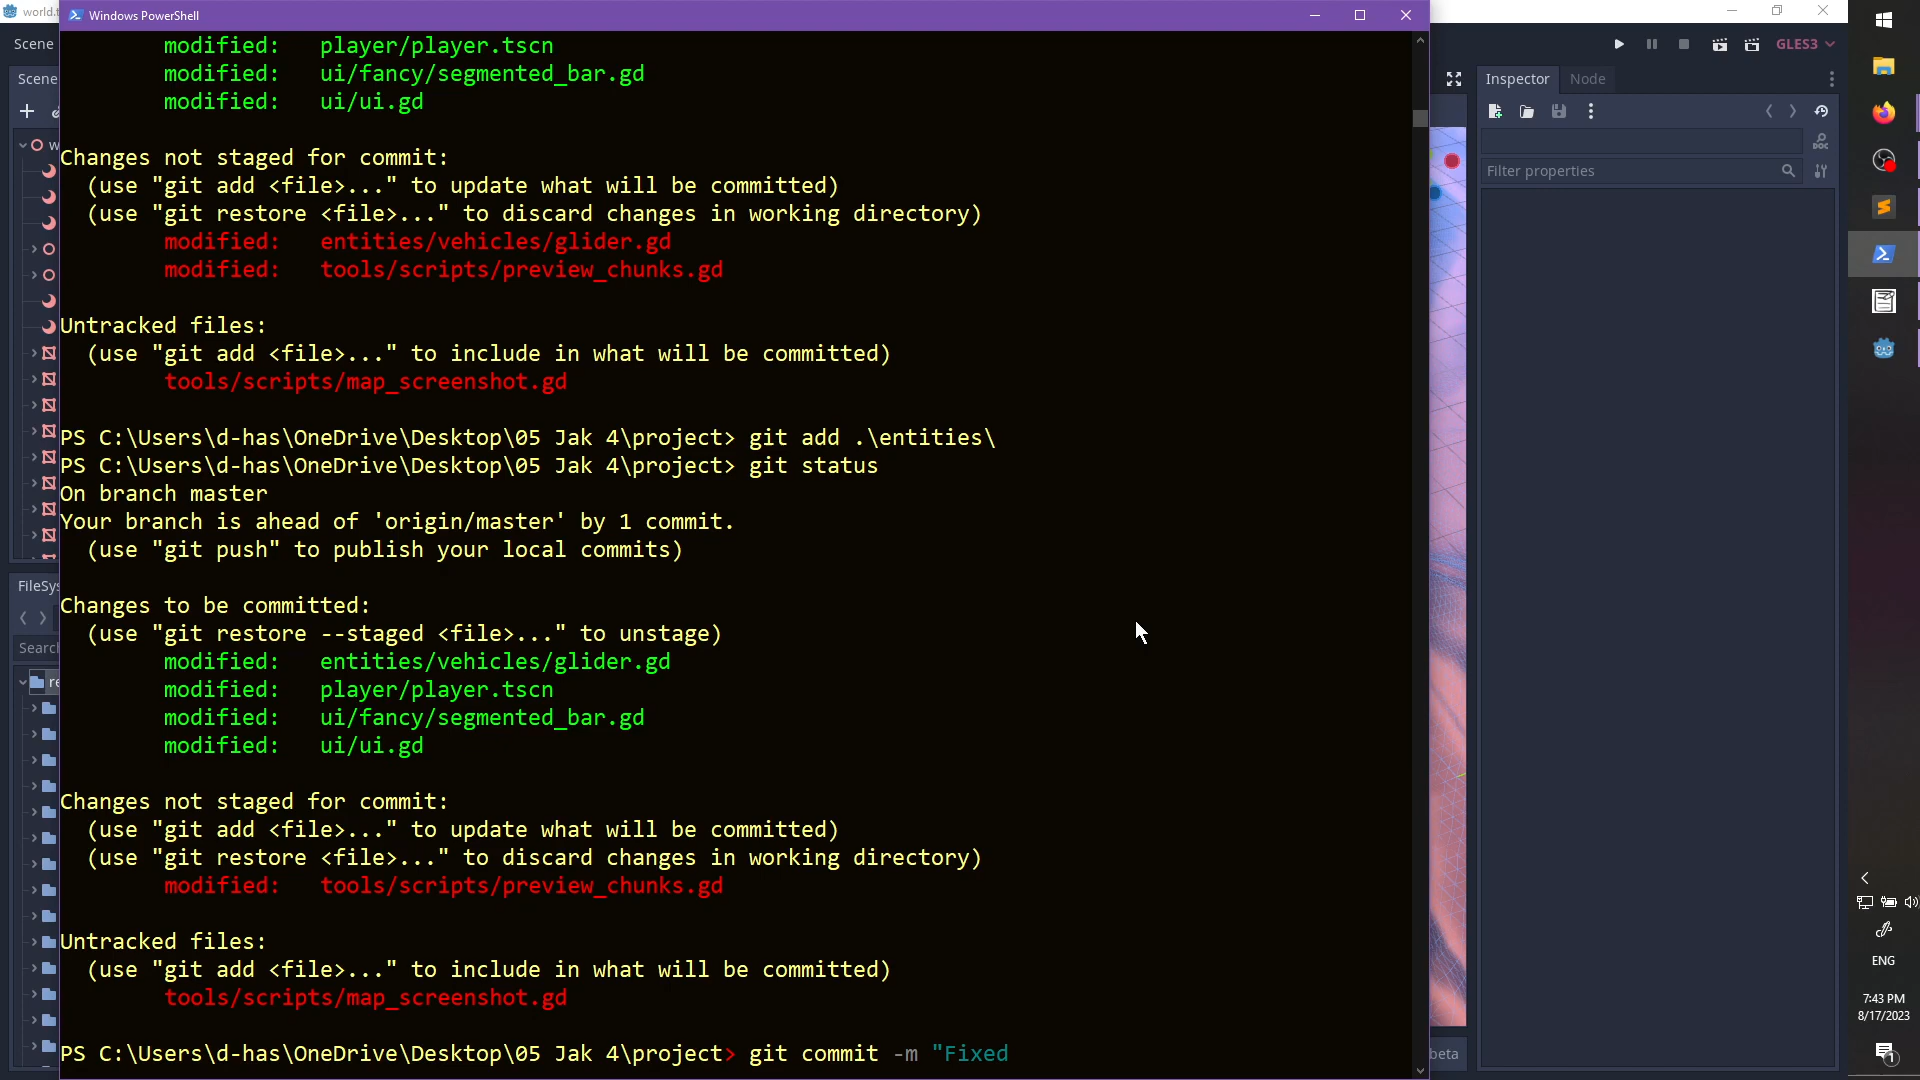 world.t
Windows PowerShell
Scene
GLES3
modified:   player/player.tscn
modified:   ui/fancy/segmented_bar.gd
modified:   ui/ui.gd
Scene
Inspector
Node
Filter properties
DOC
w
Changes not staged for commit:
(use "git add <file>..." to update what will be committed)
(use "git restore <file>..." to discard changes in working directory)
modified:   entities/vehicles/glider.gd
modified:   tools/scripts/preview_chunks.gd
Untracked files:
(use "git add <file>..." to include in what will be committed)
tools/scripts/map_screenshot.gd
PS C:\Users\d-has\OneDrive\Desktop\05 Jak 4\project> git add .\entities\
PS C:\Users\d-has\OneDrive\Desktop\05 Jak 4\project> git status
On branch master
Your branch is ahead of 'origin/master' by 1 commit.
(use "git push" to publish your local commits)
FileSy
Changes to be committed:
(use "git restore --staged <file>..." to unstage)
Search
modified:   entities/vehicles/glider.gd
re
modified:   player/player.tscn
modified:   ui/fancy/segmented_bar.gd
modified:   ui/ui.gd
Changes not staged for commit:
(use "git add <file>..." to update what will be committed)
(use "git restore <file>..." to discard changes in working directory)
modified:   tools/scripts/preview_chunks.gd
Untracked files:
(use "git add <file>..." to include in what will be committed)
tools/scripts/map_screenshot.gd
PS C:\Users\d-has\OneDrive\Desktop\05 Jak 4\project> git commit -m "Fixed
beta
ENG
7:43 PM
8/17/2023
1